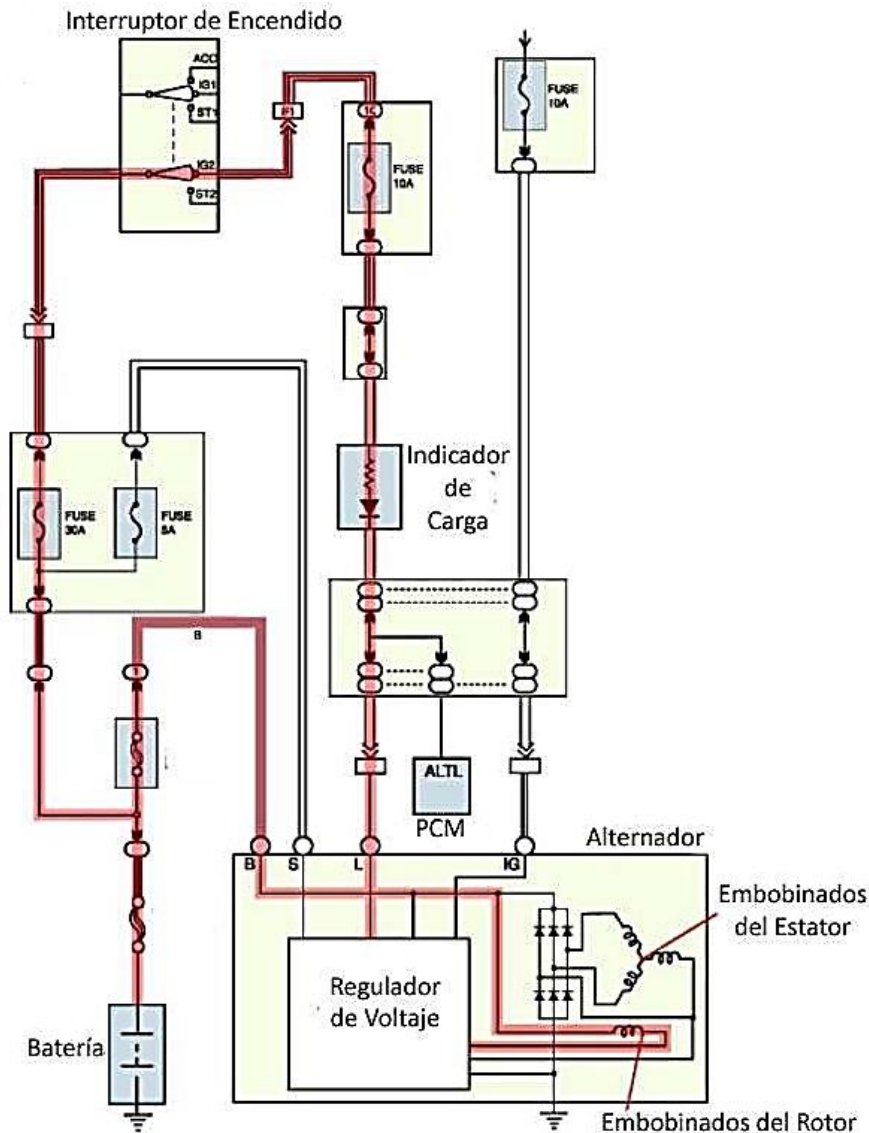 Interruptor de Encendido
ACC
IG1
ST1
IG2
ST2
FUSE
10A
FUSE
10A
Indicador
de
Carga
FUSE
30A
FUSE
5A
B
ALTL
PCM
Alternador
B
S
L
IG
Embobinados
del Estator
Regulador
de Voltaje
Batería
Embobinados del Rotor